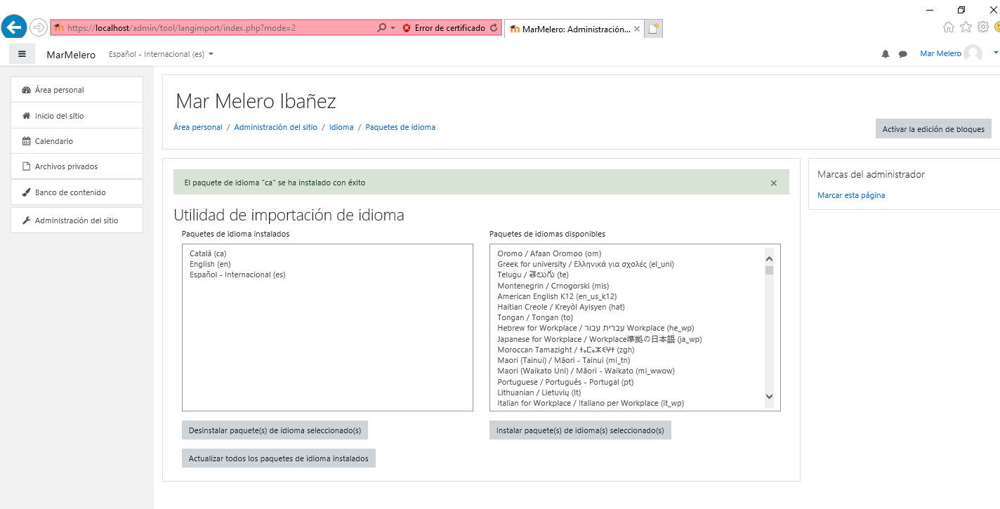 https://localhost/admin/tool/langimport/index.php?mode=2
Error de certificado
MarMelero: Administración...
MarMelero
Español - Internacional (es)
Mar Melero
Área personal
Inicio del sitio
Calendario
Archivos privados
Banco de contenido
Administración del sitio
Mar Melero Ibañez
Área personal / Administración del sitio / Idioma / Paquetes de idioma
Activar la edición de bloques
El paquete de idioma "ca" se ha instalado con éxito
Utilidad de importación de idioma
Paquetes de idioma instalados
Català (ca)
English (en)
Español - Internacional (es)
Desinstalar paquete(s) de idioma seleccionado(s)
Actualizar todos los paquetes de idioma instalados
Paquetes de idiomas disponibles
Oromo / Afaan Oromoo (om)
Greek for university / Ελληνικά για σχολές (el_uni)
Telugu / తెలుగు (te)
Montenegrin / Crnogorski (mis)
American English K12 (en_us_k12)
Haitian Creole / Kreyòl Ayisyen (hat)
Tongan / Tongan (to)
Hebrew for Workplace / עברית עבור Workplace (he_wp)
Japanese for Workplace / Workplace準拠の日本語 (ja_wp)
Moroccan Tamazight / ⵜⴰⵎⴰⵣⵉⵖⵜ (zgh)
Maori (Tainui) / Māori - Tainui (mi_tn)
Maori (Waikato Uni) / Māori - Waikato (mi_wwow)
Portuguese / Português - Portugal (pt)
Lithuanian / Lietuvių (lt)
Italian for Workplace / Italiano per Workplace (it_wp)
Instalar paquete(s) de idioma(s) seleccionado(s)
Marcas del administrador
Marcar esta página